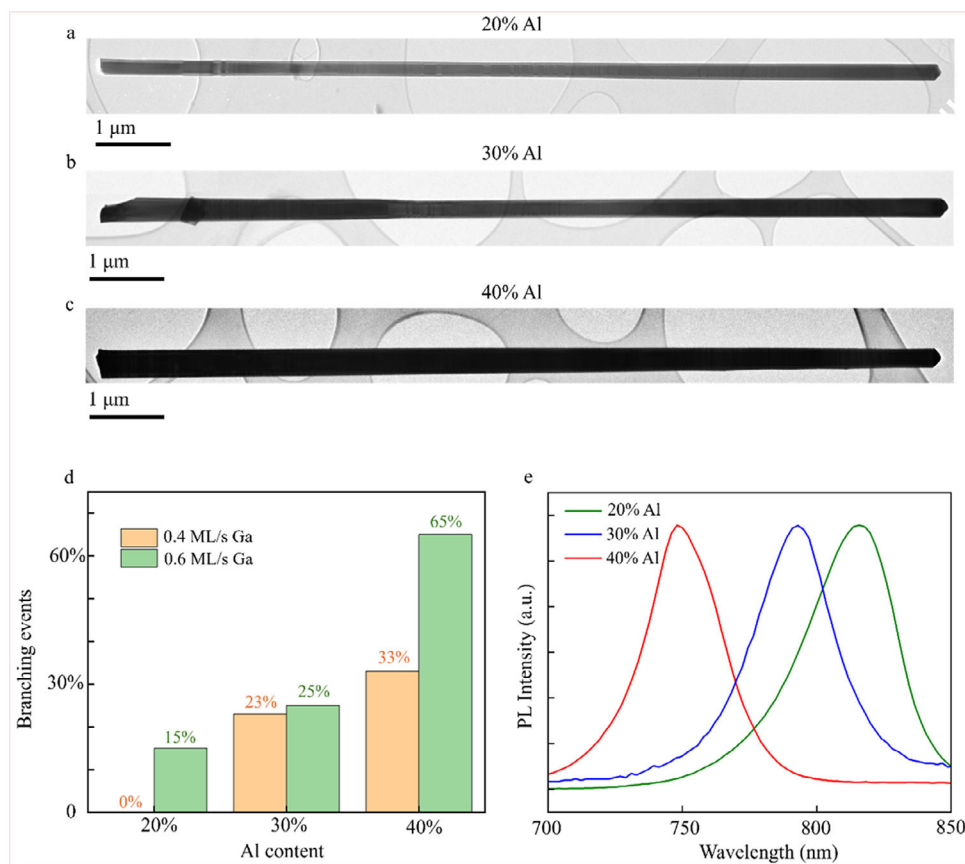 a
20% Al
1 μm
b
30% Al
1 μm
c
40% Al
1 μm
d
0.4 ML/s Ga
0.6 ML/s Ga
60%
30%
0
Branching events
0%
15%
23%
25%
33%
65%
20%
30%
40%
Al content
e
20% Al
30% Al
40% Al
PL Intensity (a.u.)
700
750
800
850
Wavelength (nm)